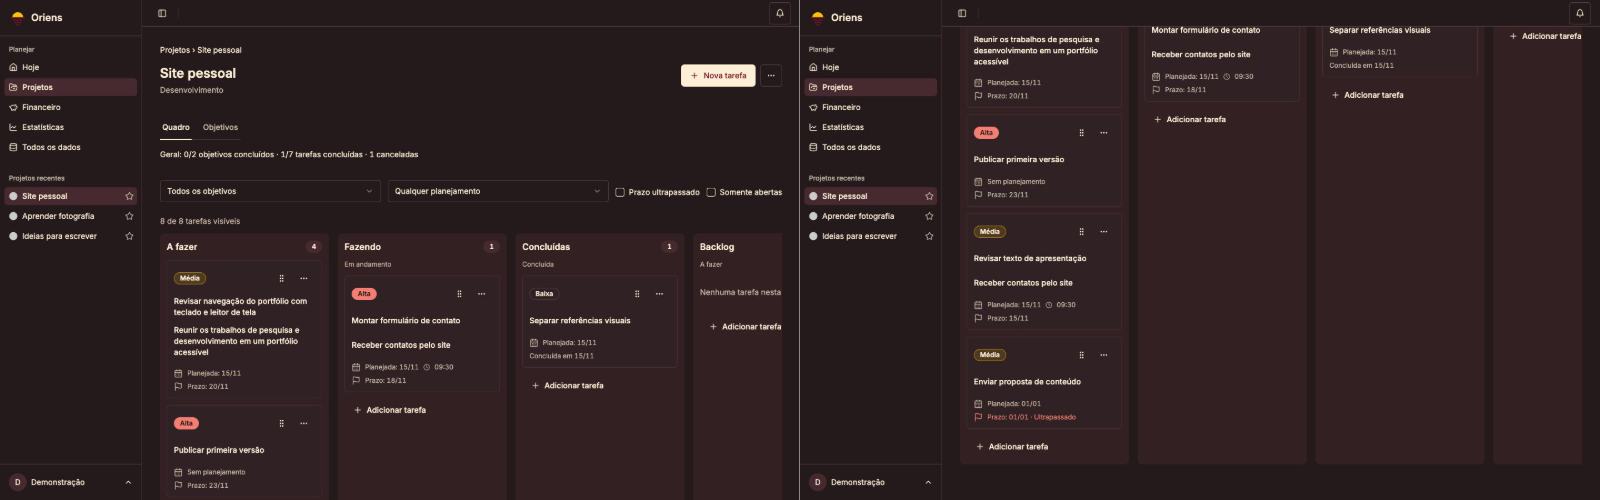 Oriens
Planejar
Hoje
Projetos
Financeiro
Estatísticas
Todos os dados
Projetos recentes
Site pessoal
Aprender fotografia
Ideias para escrever
D Demonstração
Projetos › Site pessoal
Site pessoal
Desenvolvimento
+ Nova tarefa
Quadro Objetivos
Geral: 0/2 objetivos concluídos · 1/7 tarefas concluídas · 1 canceladas
Todos os objetivos
Qualquer planejamento
Prazo ultrapassado
Somente abertas
8 de 8 tarefas visíveis
A fazer 4
Média
Revisar navegação do portfólio com
teclado e leitor de tela
Reunir os trabalhos de pesquisa e
desenvolvimento em um portfólio
acessível
Planejada: 15/11
Prazo: 20/11
Alta
Publicar primeira versão
Sem planejamento
Prazo: 23/11
Fazendo 1
Em andamento
Alta
Montar formulário de contato
Receber contatos pelo site
Planejada: 15/11 09:30
Prazo: 18/11
+ Adicionar tarefa
Concluídas 1
Concluída
Baixa
Separar referências visuais
Planejada: 15/11
Concluída em 15/11
+ Adicionar tarefa
Backlog
A fazer
Nenhuma tarefa nesta
+ Adicionar tarefa
Oriens
Planejar
Hoje
Projetos
Financeiro
Estatísticas
Todos os dados
Projetos recentes
Site pessoal
Aprender fotografia
Ideias para escrever
D Demonstração
Reunir os trabalhos de pesquisa e
desenvolvimento em um portfólio
acessível
Planejada: 15/11
Prazo: 20/11
Alta
Publicar primeira versão
Sem planejamento
Prazo: 23/11
Média
Revisar texto de apresentação
Receber contatos pelo site
Planejada: 15/11 09:30
Prazo: 15/11
Média
Enviar proposta de conteúdo
Planejada: 01/01
Prazo: 01/01 · Ultrapassado
+ Adicionar tarefa
Montar formulário de contato
Receber contatos pelo site
Planejada: 15/11 09:30
Prazo: 18/11
+ Adicionar tarefa
Separar referências visuais
Planejada: 15/11
Concluída em 15/11
+ Adicionar tarefa
+ Adicionar tarefa